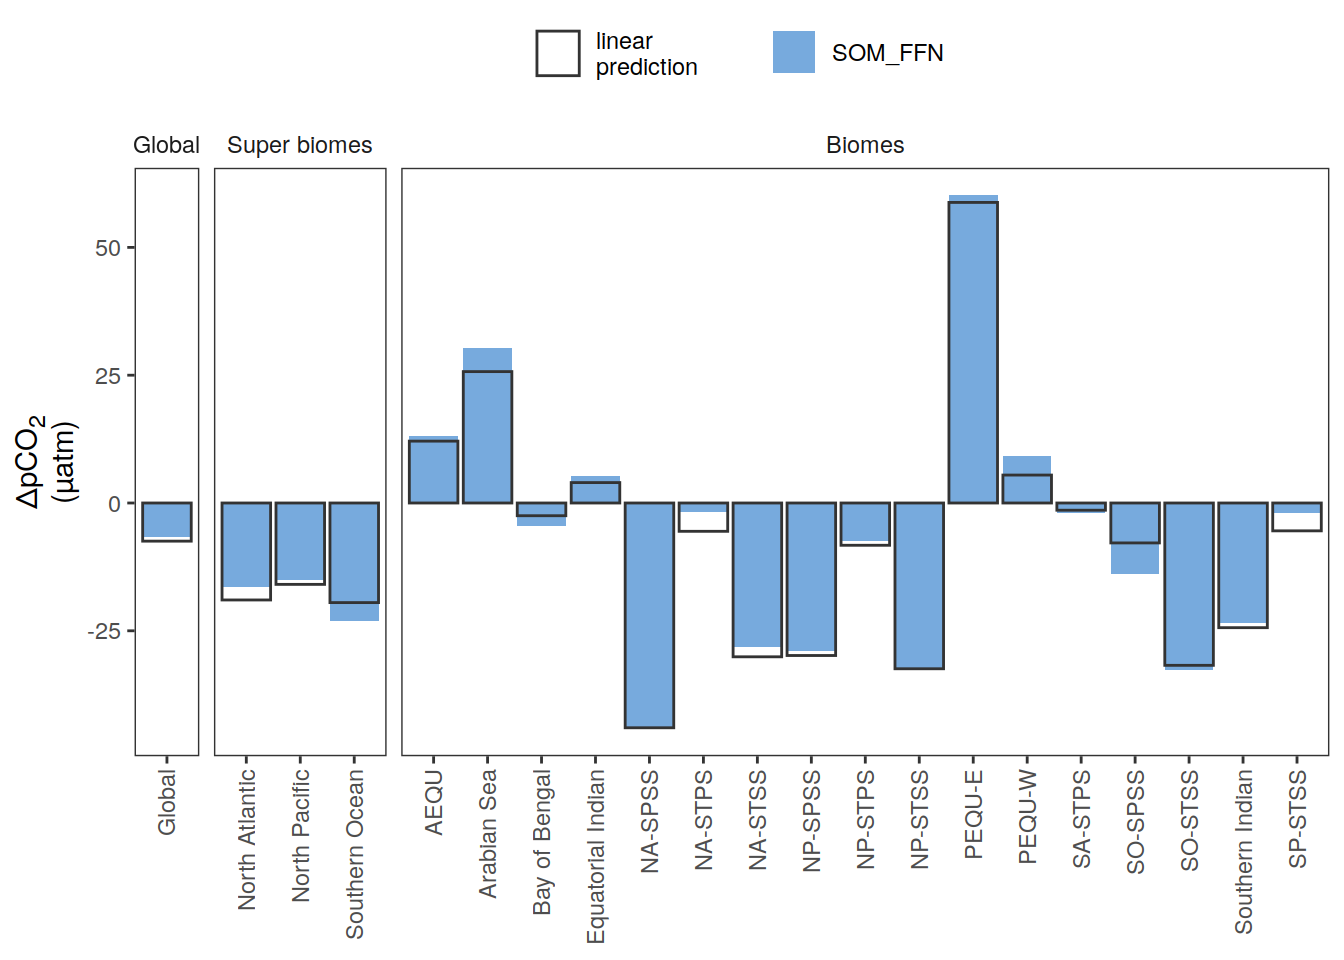 linear
prediction
SOM_FFN
Global
Super biomes
Biomes
ΔpCO₂
(µatm)
50
25
0
-25
Global
North Atlantic
North Pacific
Southern Ocean
AEQU
Arabian Sea
Bay of Bengal
Equatorial Indian
NA-SPSS
NA-STPS
NA-STSS
NP-SPSS
NP-STPS
NP-STSS
PEQU-E
PEQU-W
SA-STPS
SO-SPSS
SO-STSS
Southern Indian
SP-STSS